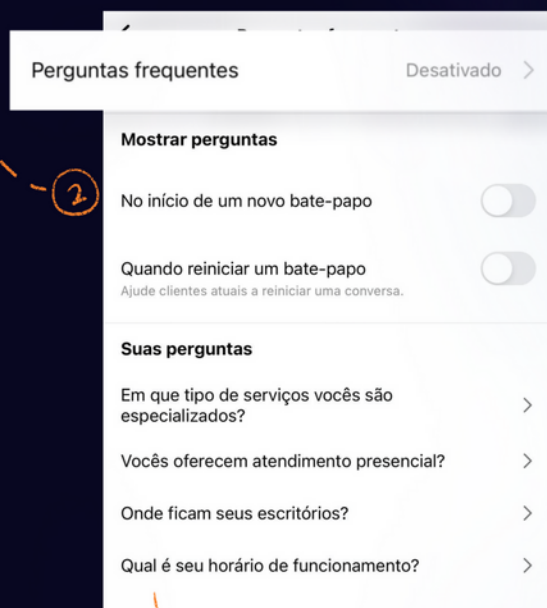 Perguntas frequentes Desativado
Mostrar perguntas
2
No início de um novo bate-papo
Quando reiniciar um bate-papo
Ajude clientes atuais a reiniciar uma conversa.
Suas perguntas
Em que tipo de serviços vocês são
especializados?
Vocês oferecem atendimento presencial?
Onde ficam seus escritórios?
Qual é seu horário de funcionamento?